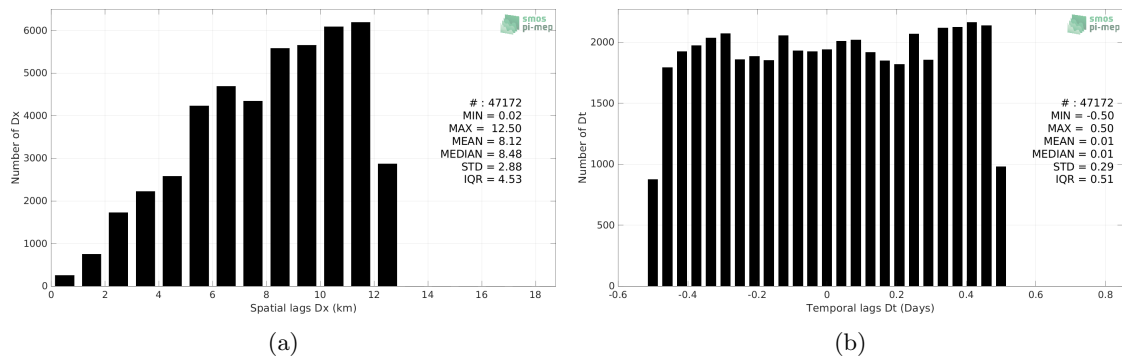 smos
pi-mep
6000
5000
4000
3000
2000
1000
0
Number of Dx
# : 47172
MIN = 0.02
MAX = 12.50
MEAN = 8.12
MEDIAN = 8.48
STD = 2.88
IQR = 4.53
0 2 4 6 8 10 12 14 16 18
Spatial lags Dx (km)
(a)
smos
pi-mep
2000
1500
1000
500
0
Number of Dt
# : 47172
MIN = -0.50
MAX = 0.50
MEAN = 0.01
MEDIAN = 0.01
STD = 0.29
IQR = 0.51
-0.6 -0.4 -0.2 0 0.2 0.4 0.6 0.8
Temporal lags Dt (Days)
(b)